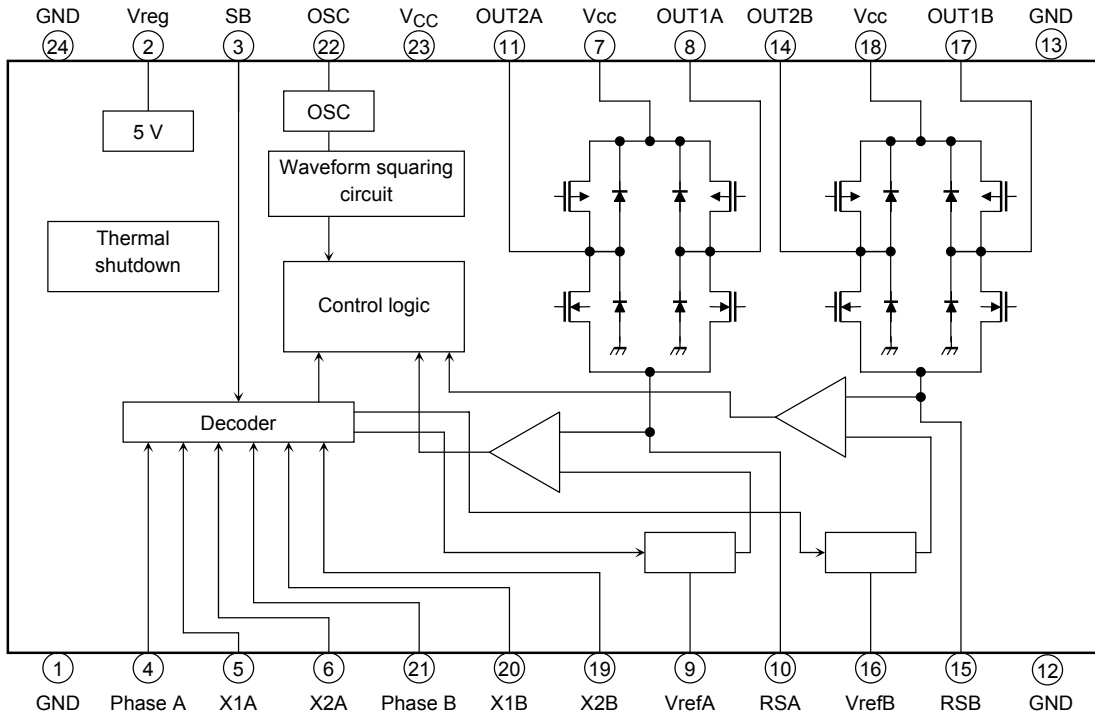 GND Vreg SB OSC VCC OUT2A Vcc OUT1A OUT2B Vcc OUT1B GND
24 2 3 22 23 11 7 8 14 18 17 13
5 V
OSC
Waveform squaring
circuit
Thermal
shutdown
Control logic
Decoder
1 4 5 6 21 20 19 9 10 16 15 12
GND Phase A X1A X2A Phase B X1B X2B VrefA RSA VrefB RSB GND